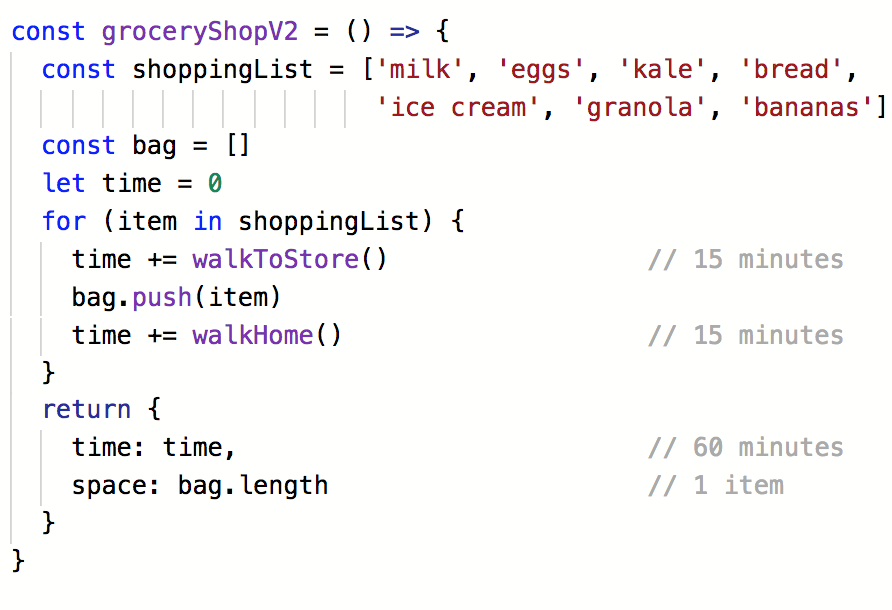 const groceryShopV2 = () => {
  const shoppingList = ['milk', 'eggs', 'kale', 'bread',
                        'ice cream', 'granola', 'bananas']
  const bag = []
  let time = 0
  for (item in shoppingList) {
    time += walkToStore()                 // 15 minutes
    bag.push(item)
    time += walkHome()                    // 15 minutes
  }
  return {
    time: time,                           // 60 minutes
    space: bag.length                     // 1 item
  }
}